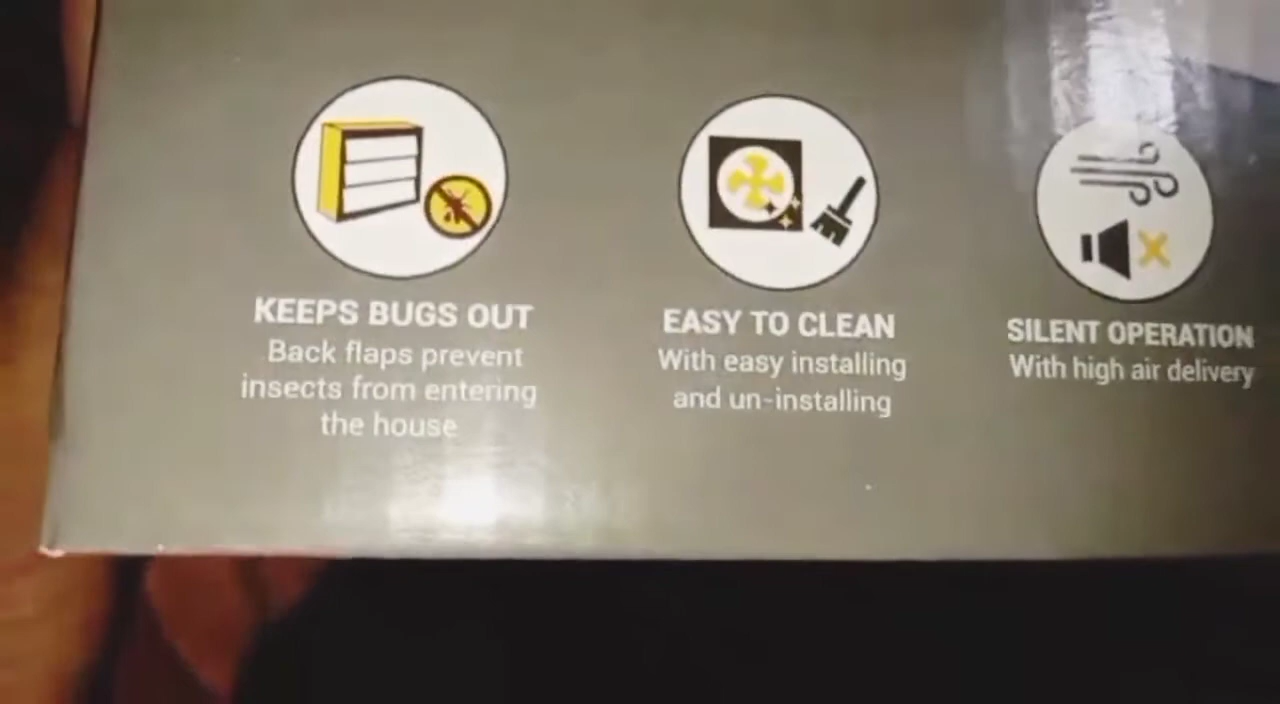 KEEPS BUGS OUT
Back flaps prevent
insects from entering
the house
EASY TO CLEAN
With easy installing
and un-installing
SILENT OPERATION
With high air delivery